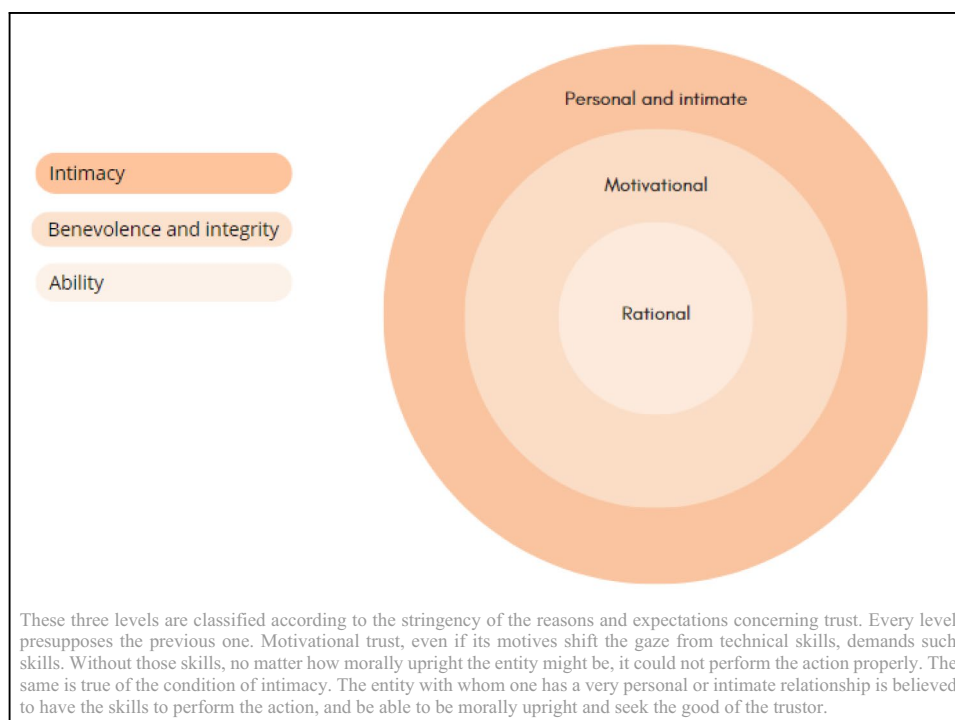 Personal and intimate
Intimacy
Motivational
Benevolence and integrity
Ability
Rational
These three levels are classified according to the stringency of the reasons and expectations concerning trust. Every level
presupposes the previous one. Motivational trust, even if its motives shift the gaze from technical skills, demands such
skills. Without those skills, no matter how morally upright the entity might be, it could not perform the action properly. The
same is true of the condition of intimacy. The entity with whom one has a very personal or intimate relationship is believed
to have the skills to perform the action, and be able to be morally upright and seek the good of the trustor.